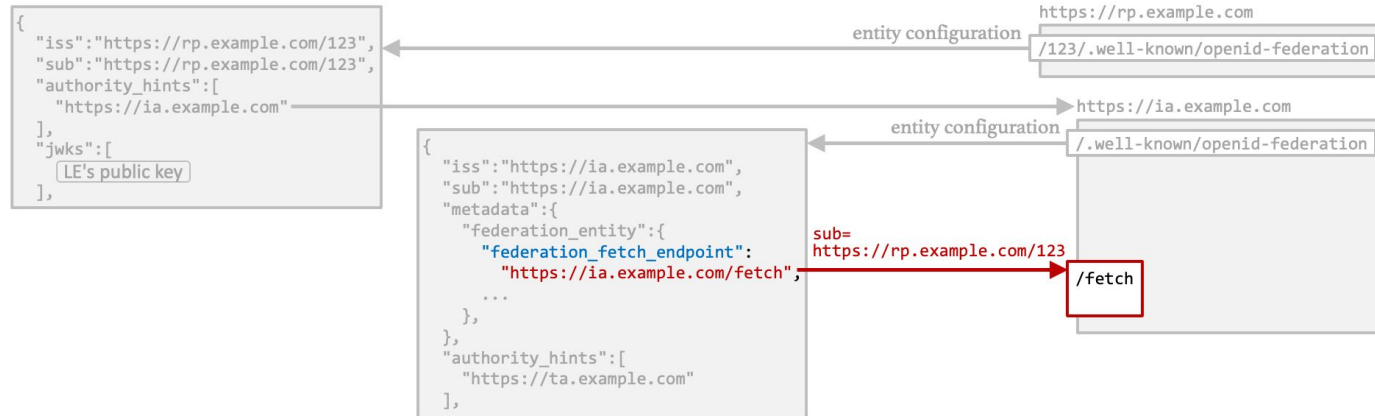 {
"iss":"https://rp.example.com/123",
"sub":"https://rp.example.com/123",
"authority_hints":[
"https://ia.example.com"
],
"jwks":[
LE's public key
],
entity configuration
https://rp.example.com
/123/.well-known/openid-federation
https://ia.example.com
entity configuration
/.well-known/openid-federation
{
"iss":"https://ia.example.com",
"sub":"https://ia.example.com",
"metadata":{
"federation_entity":{
"federation_fetch_endpoint":
"https://ia.example.com/fetch",
...
},
},
"authority_hints":[
"https://ta.example.com"
],
sub=
https://rp.example.com/123
/fetch